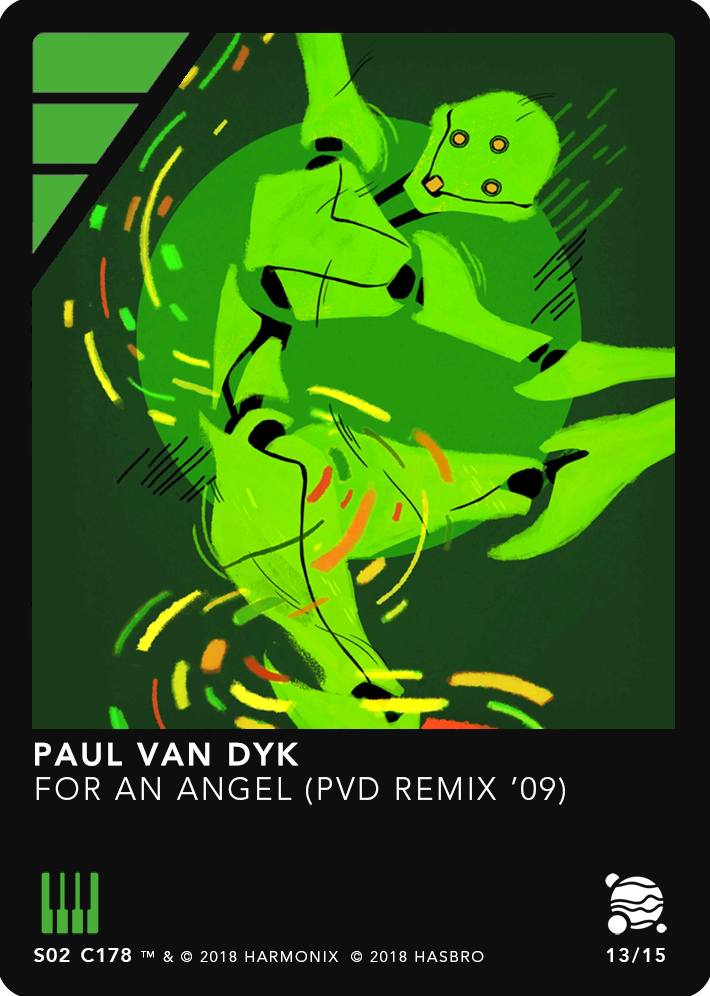 PAUL VAN DYK
FOR AN ANGEL (PVD REMIX ’09)
S02 C178 ™ & © 2018 HARMONIX © 2018 HASBRO
13/15